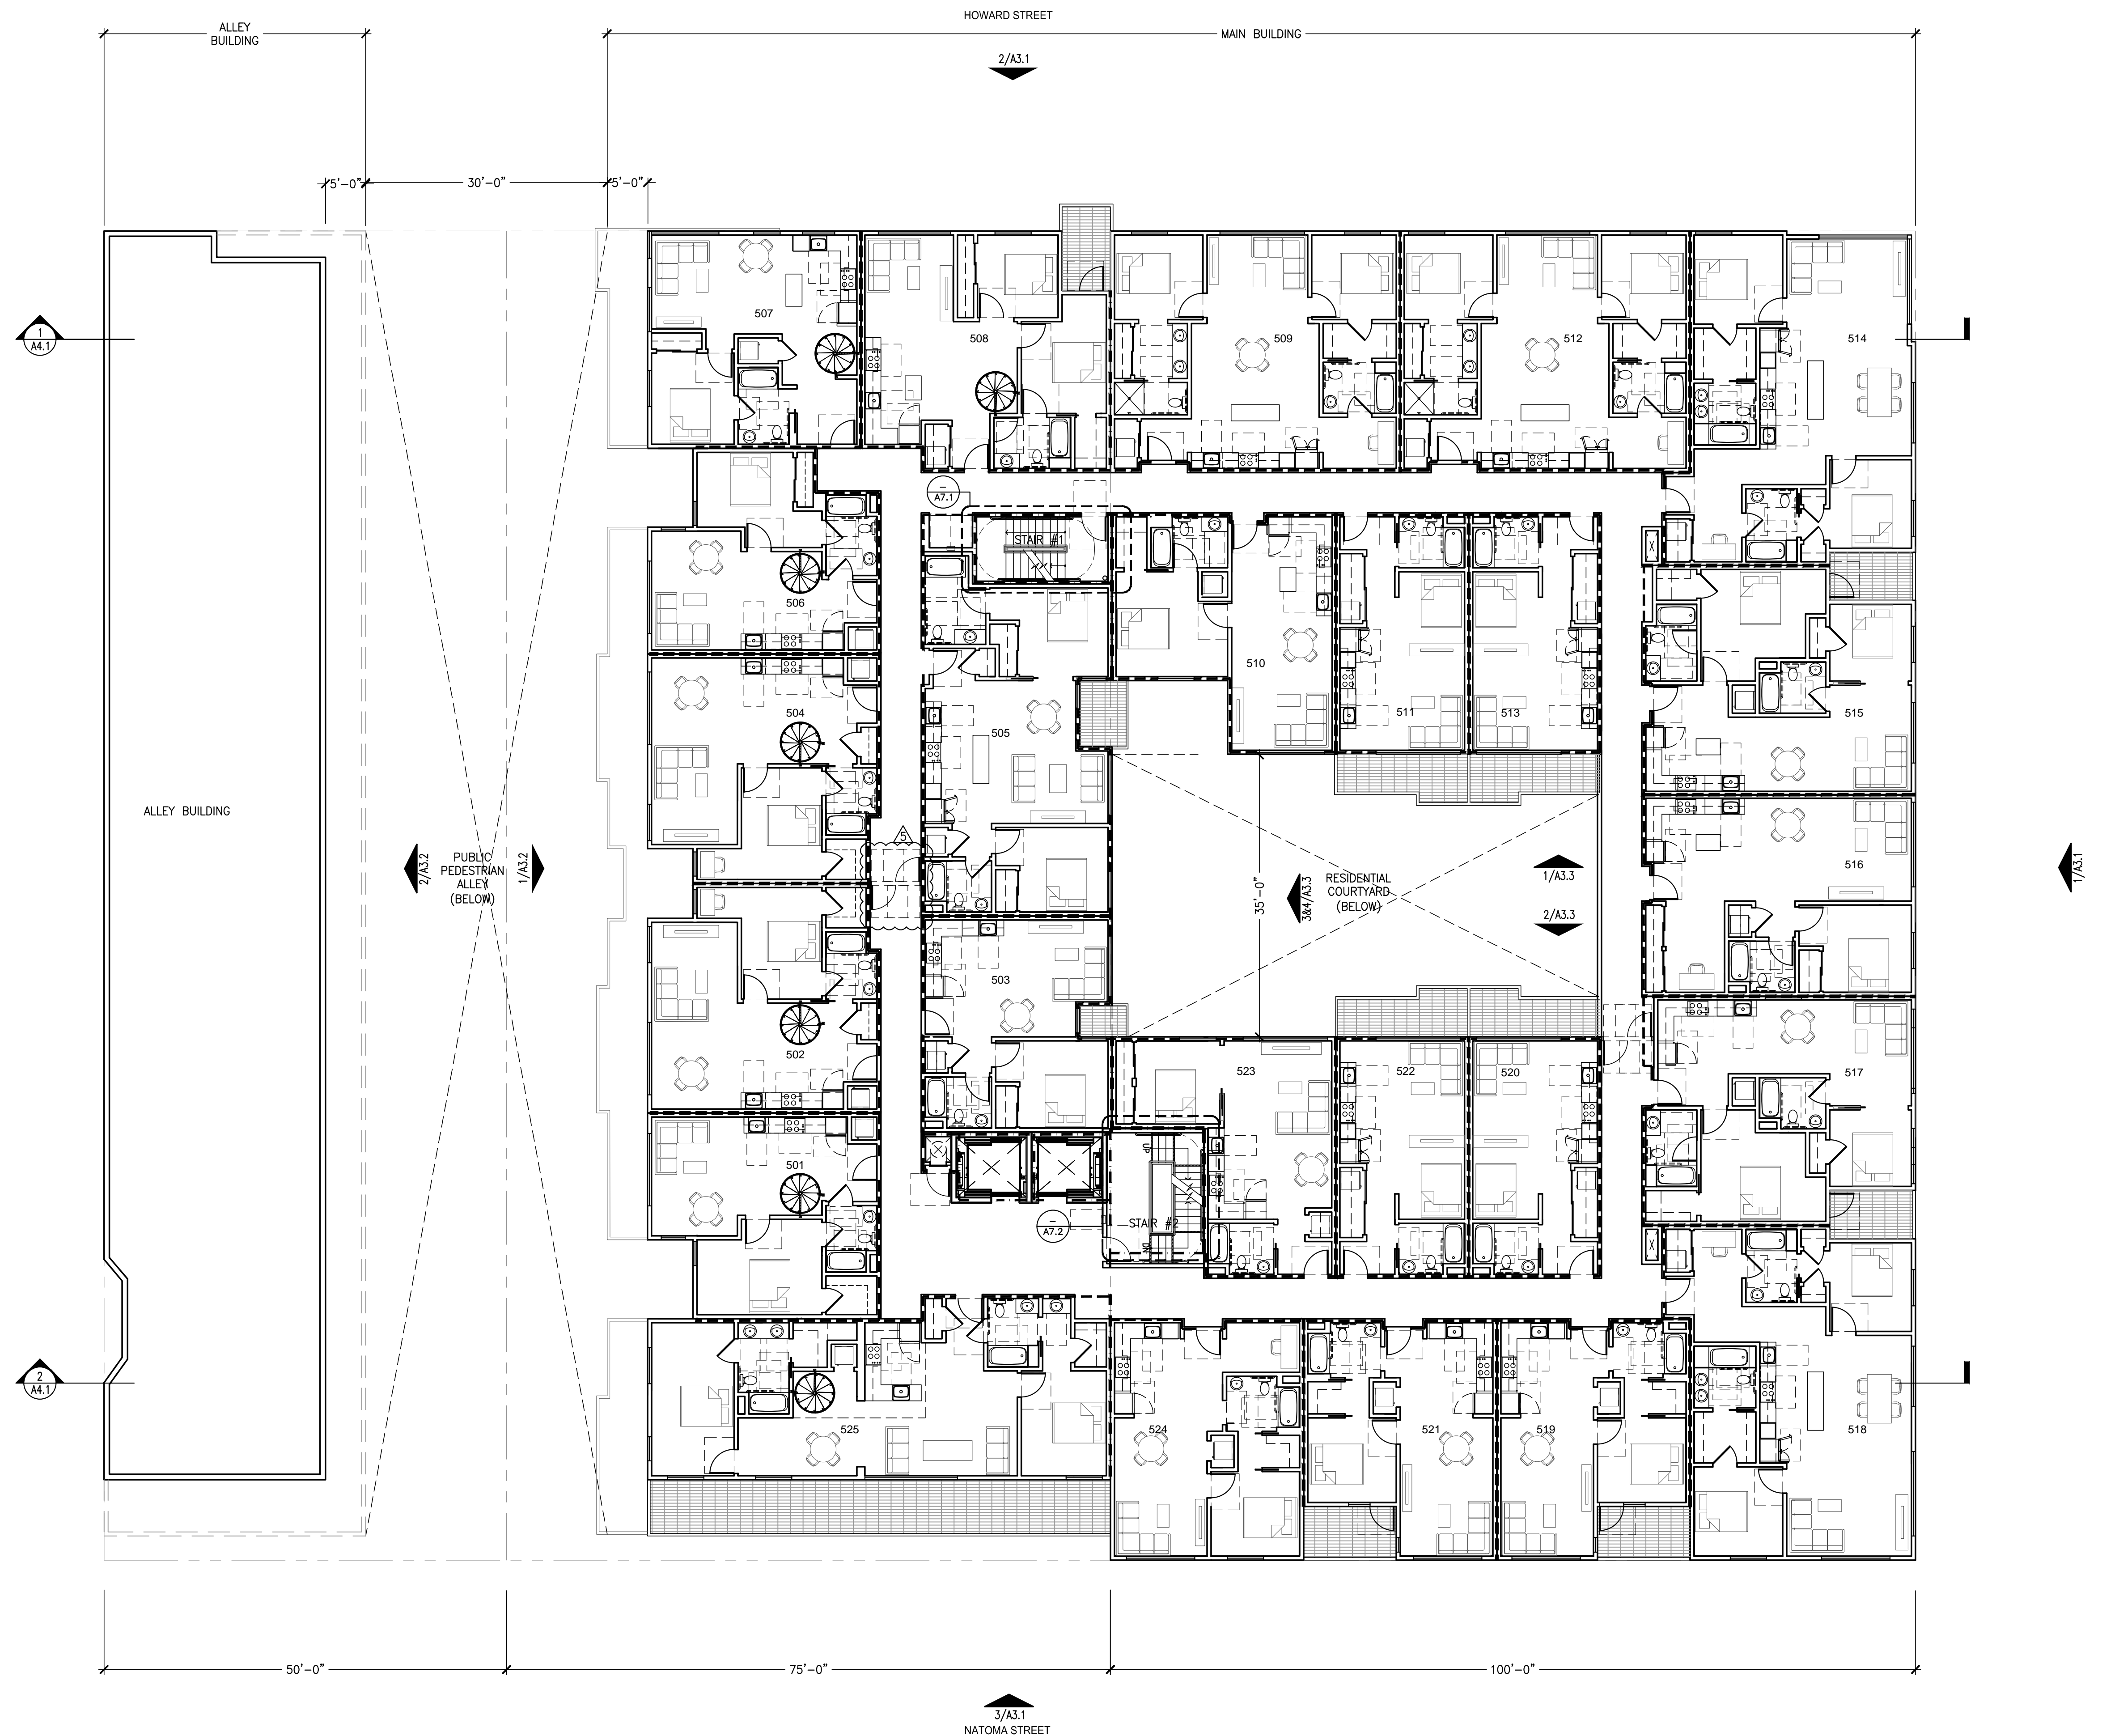 HOWARD STREET
ALLEY
BUILDING
MAIN BUILDING
2/A3.1
5'-0"
30'-0"
5'-0"
507
508
509
512
514
1
A4.1
-
A7.1
STAIR #1
506
510
511
513
515
504
505
ALLEY BUILDING
5
2/A3.2
PUBLIC
PEDESTRIAN
ALLEY
(BELOW)
1/A3.2
35'-0"
3&4/A3.3
RESIDENTIAL
COURTYARD
(BELOW)
1/A3.3
2/A3.3
516
1/A3.1
503
502
523
522
520
517
501
UP
-
A7.2
STAIR #2
DN
2
A4.1
525
524
521
519
518
50'-0"
75'-0"
100'-0"
3/A3.1
NATOMA STREET